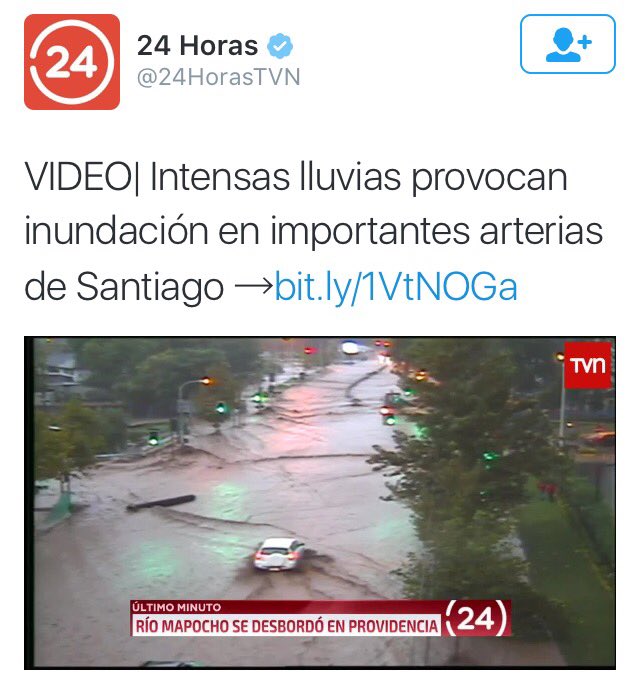 24
24 Horas
@24HorasTVN
VIDEO| Intensas lluvias provocan
inundación en importantes arterias
de Santiago →bit.ly/1VtNOGa
TVN
ÚLTIMO MINUTO
RÍO MAPOCHO SE DESBORDÓ EN PROVIDENCIA (24)